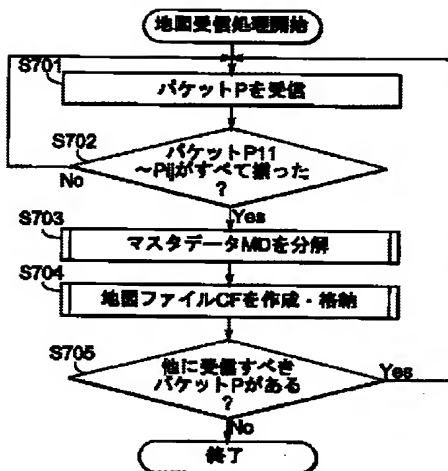 地図受信処理開始
S701
パケットPを受信
S702
パケットP11
～Pijがすべて揃った
?
No
Yes
S703
マスタデータMDを分解
S704
地図ファイルCFを作成・格納
S705
他に受信すべき
パケットPがある
?
Yes
No
終了